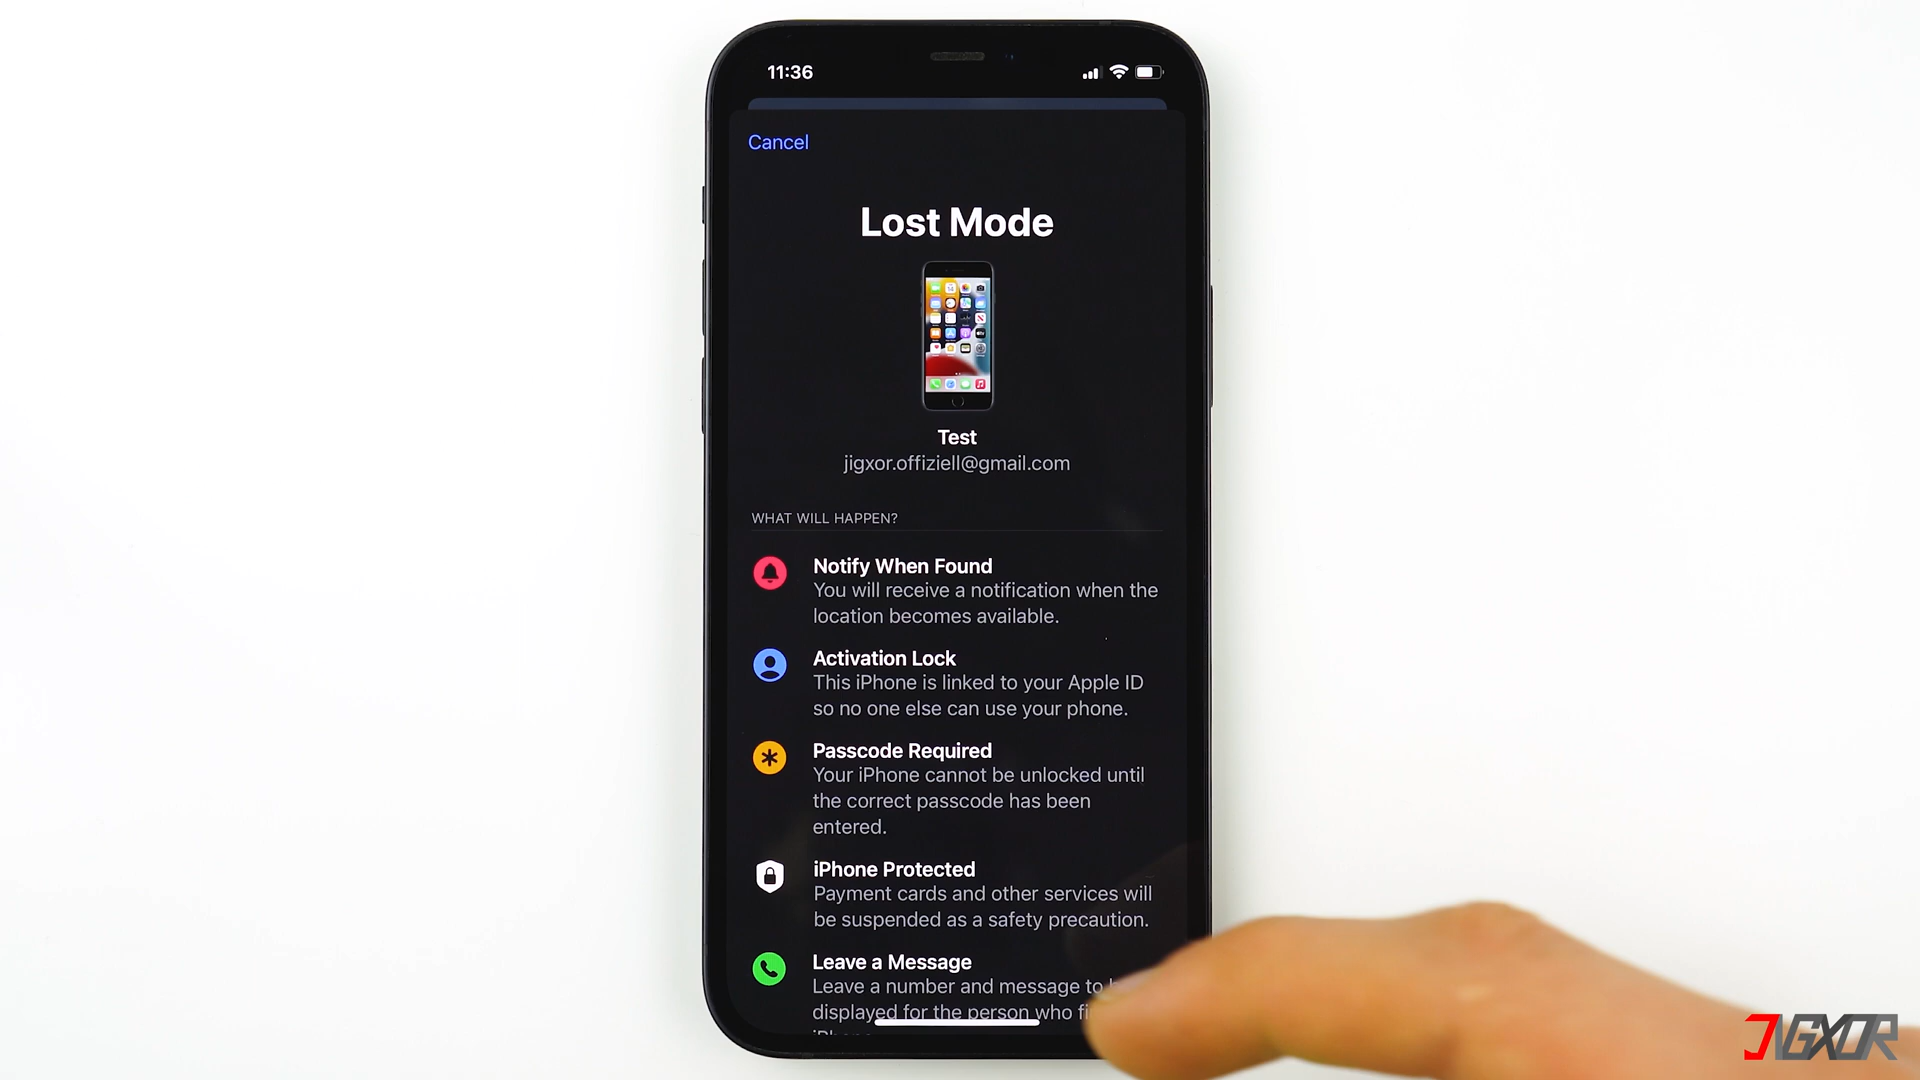 11:36
Cancel
Lost Mode
Test
jigxor.offiziell@gmail.com
WHAT WILL HAPPEN?
Notify When Found
You will receive a notification when the
location becomes available.
Activation Lock
This iPhone is linked to your Apple ID
so no one else can use your phone.
Passcode Required
Your iPhone cannot be unlocked until
the correct passcode has been
entered.
iPhone Protected
Payment cards and other services will
be suspended as a safety precaution.
Leave a Message
Leave a number and message to
displayed for the person who
JIGXOR